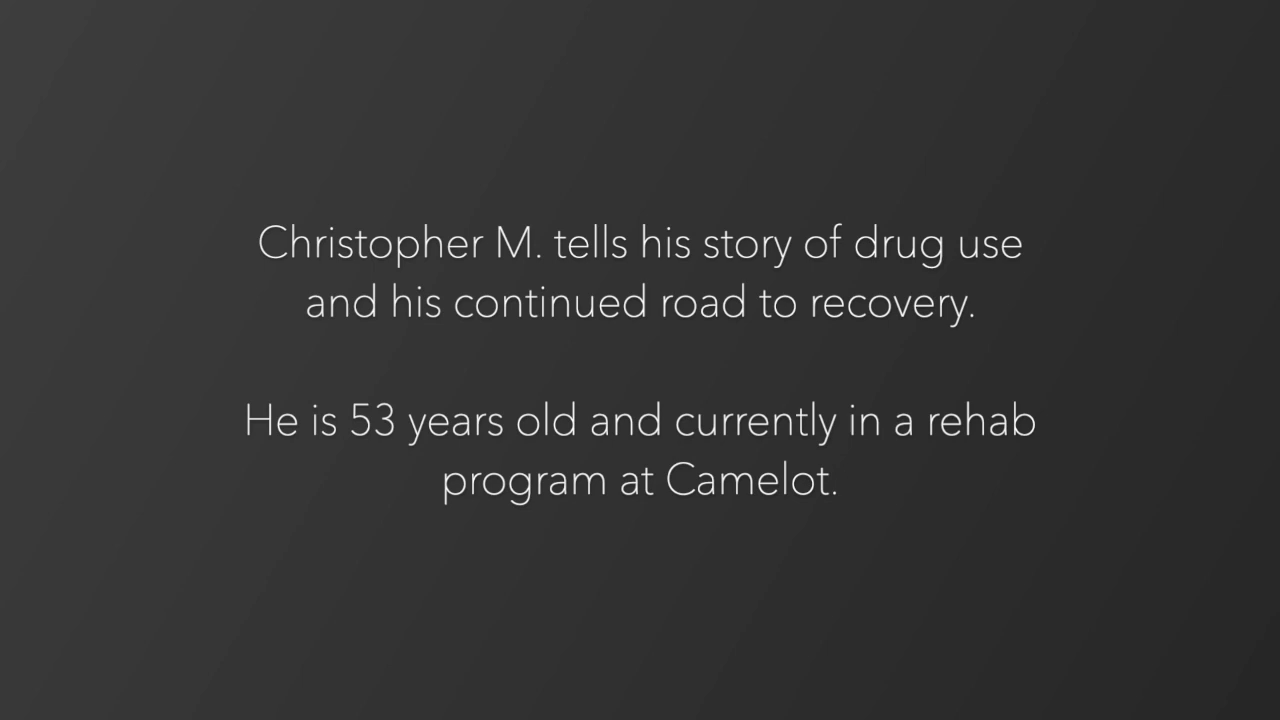 Christopher M. tells his story of drug use
and his continued road to recovery.
He is 53 years old and currently in a rehab
program at Camelot.